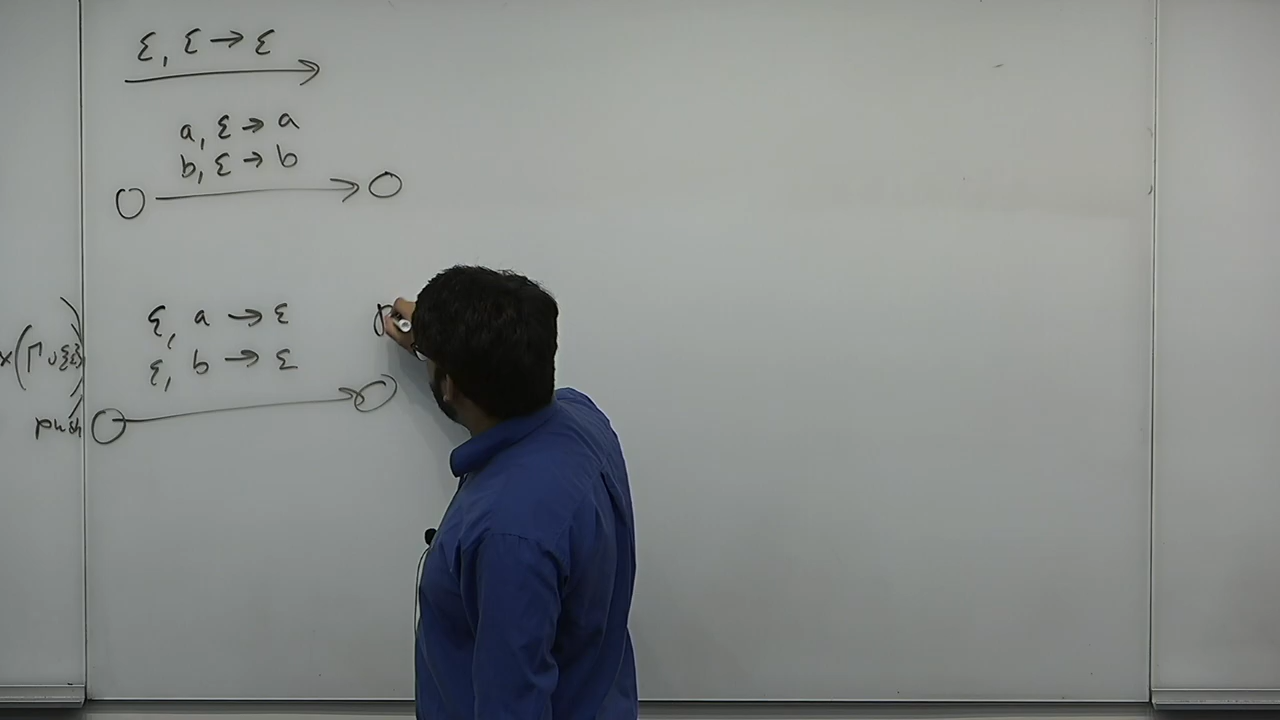 ε, ε → ε
a, ε → a
b, ε → b
ε, a → ε
ε, b → ε
×(Γ∪{ε})
push